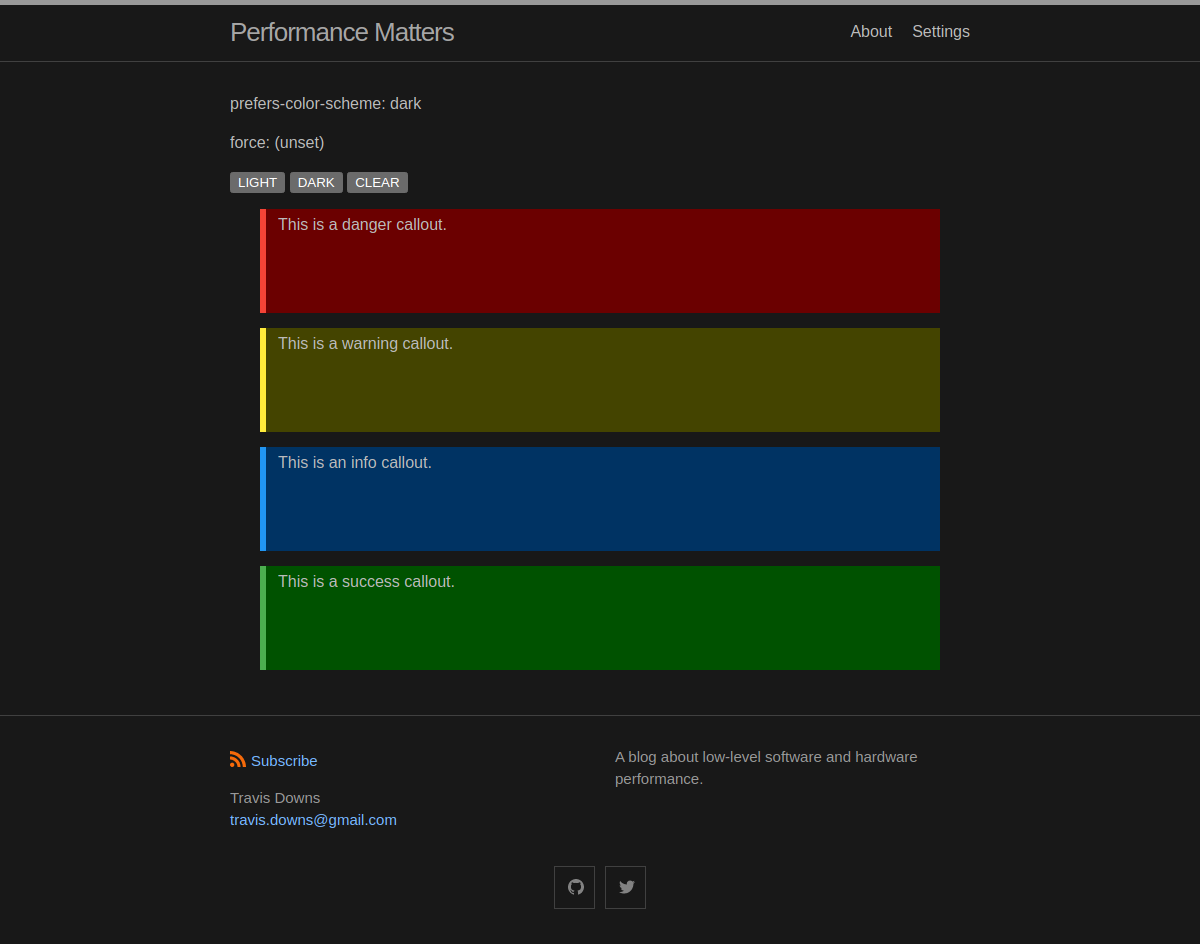 Performance Matters
About Settings
prefers-color-scheme: dark
force: (unset)
LIGHT DARK CLEAR
This is a danger callout.
This is a warning callout.
This is an info callout.
This is a success callout.
Subscribe
Travis Downs
travis.downs@gmail.com
A blog about low-level software and hardware
performance.